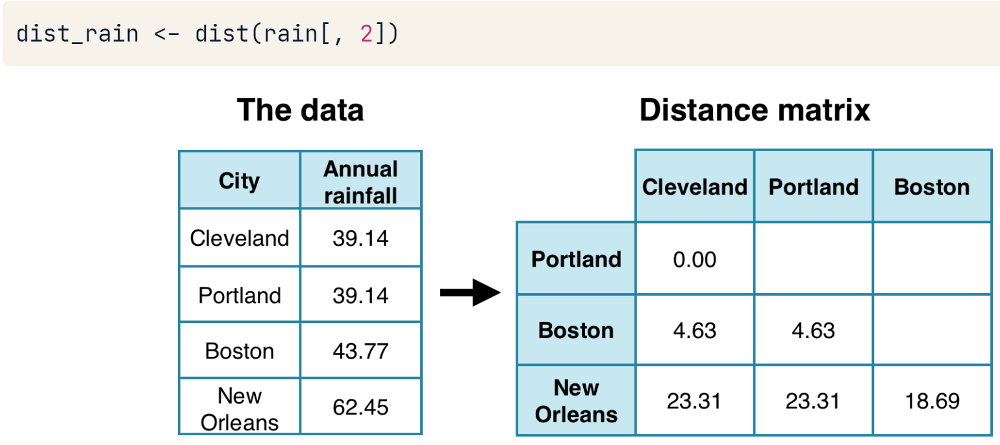 dist_rain <- dist(rain[, 2])
The data
City
Annual
rainfall
Cleveland 39.14
Portland 39.14
Boston 43.77
New
Orleans
62.45
Distance matrix
Cleveland Portland Boston
Portland 0.00
Boston 4.63 4.63
New
Orleans
23.31 23.31 18.69